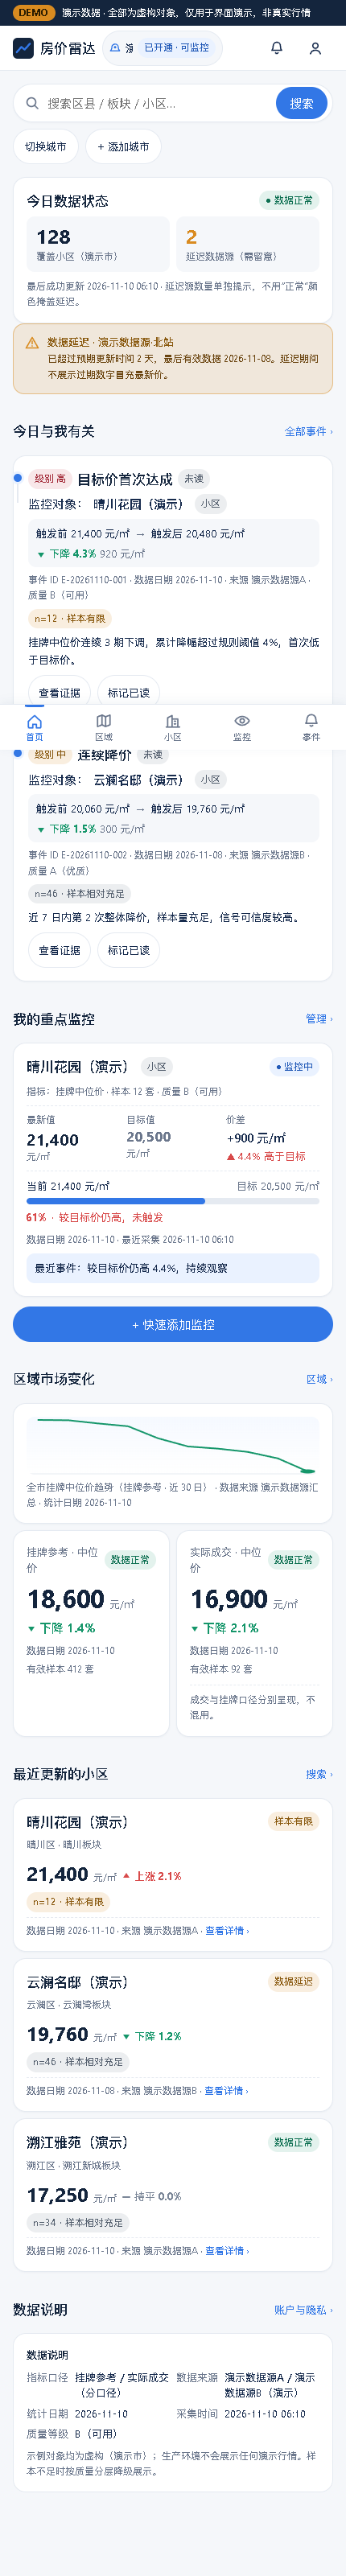 DEMO 演示数据 · 全部为虚构对象，仅用于界面演示，非真实行情
房价雷达
已开通 · 可监控
搜索区县 / 板块 / 小区...
搜索
切换城市
+ 添加城市
今日数据状态
● 数据正常
128
覆盖小区（演示市）
2
延迟数据源（需留意）
最后成功更新 2026-11-10 06:10 · 延迟源数量单独提示，不用“正常”颜
色掩盖延迟。
数据延迟 · 演示数据源·北站
已超过预期更新时间 2 天，最后有效数据 2026-11-08。延迟期间
不展示过期数字冒充最新价。
今日与我有关
全部事件 ›
级别 高 目标价首次达成 未读
监控对象： 晴川花园（演示） 小区
触发前 21,400 元/㎡ → 触发后 20,480 元/㎡
▼ 下降 4.3% 920 元/㎡
事件 ID E-20261110-001 · 数据日期 2026-11-10 · 来源 演示数据源A ·
质量 B（可用）
n=12 · 样本有限
挂牌中位价连续 3 期下调，累计降幅超过规则阈值 4%，首次低
于目标价。
查看证据
标记已读
首页
区域
小区
监控
事件
级别 中 连续降价 未读
监控对象： 云澜名邸（演示） 小区
触发前 20,060 元/㎡ → 触发后 19,760 元/㎡
▼ 下降 1.5% 300 元/㎡
事件 ID E-20261110-002 · 数据日期 2026-11-08 · 来源 演示数据源B ·
质量 A（优质）
n=46 · 样本相对充足
近 7 日内第 2 次整体降价，样本量充足，信号可信度较高。
查看证据
标记已读
我的重点监控
管理 ›
晴川花园（演示） 小区
● 监控中
指标：挂牌中位价 · 样本 12 套 · 质量 B（可用）
最新值
目标值
价差
21,400
元/㎡
20,500
元/㎡
+900 元/㎡
▲ 4.4% 高于目标
当前 21,400 元/㎡
目标 20,500 元/㎡
61% · 较目标价仍高，未触发
数据日期 2026-11-10 · 最近采集 2026-11-10 06:10
最近事件：较目标价仍高 4.4%，持续观察
+ 快速添加监控
区域市场变化
区域 ›
全市挂牌中位价趋势（挂牌参考 · 近 30 日） · 数据来源 演示数据源汇
总 · 统计日期 2026-11-10
挂牌参考 · 中位
价
数据正常
18,600 元/㎡
▼ 下降 1.4%
数据日期 2026-11-10
有效样本 412 套
实际成交 · 中位
价
数据正常
16,900 元/㎡
▼ 下降 2.1%
数据日期 2026-11-10
有效样本 92 套
成交与挂牌口径分别呈现，不
混用。
最近更新的小区
搜索 ›
晴川花园（演示）
样本有限
晴川区 · 晴川板块
21,400 元/㎡ ▲ 上涨 2.1%
n=12 · 样本有限
数据日期 2026-11-10 · 来源 演示数据源A · 查看详情 ›
云澜名邸（演示）
数据延迟
云澜区 · 云澜湾板块
19,760 元/㎡ ▼ 下降 1.2%
n=46 · 样本相对充足
数据日期 2026-11-08 · 来源 演示数据源B · 查看详情 ›
溯江雅苑（演示）
数据正常
溯江区 · 溯江新城板块
17,250 元/㎡ — 持平 0.0%
n=34 · 样本相对充足
数据日期 2026-11-10 · 来源 演示数据源A · 查看详情 ›
数据说明
账户与隐私 ›
数据说明
指标口径 挂牌参考 / 实际成交
（分口径）
数据来源 演示数据源A / 演示
数据源B（演示）
统计日期 2026-11-10
采集时间 2026-11-10 06:10
质量等级 B（可用）
示例对象均为虚构（演示市）；生产环境不会展示任何演示行情。样
本不足时按质量分层降级展示。